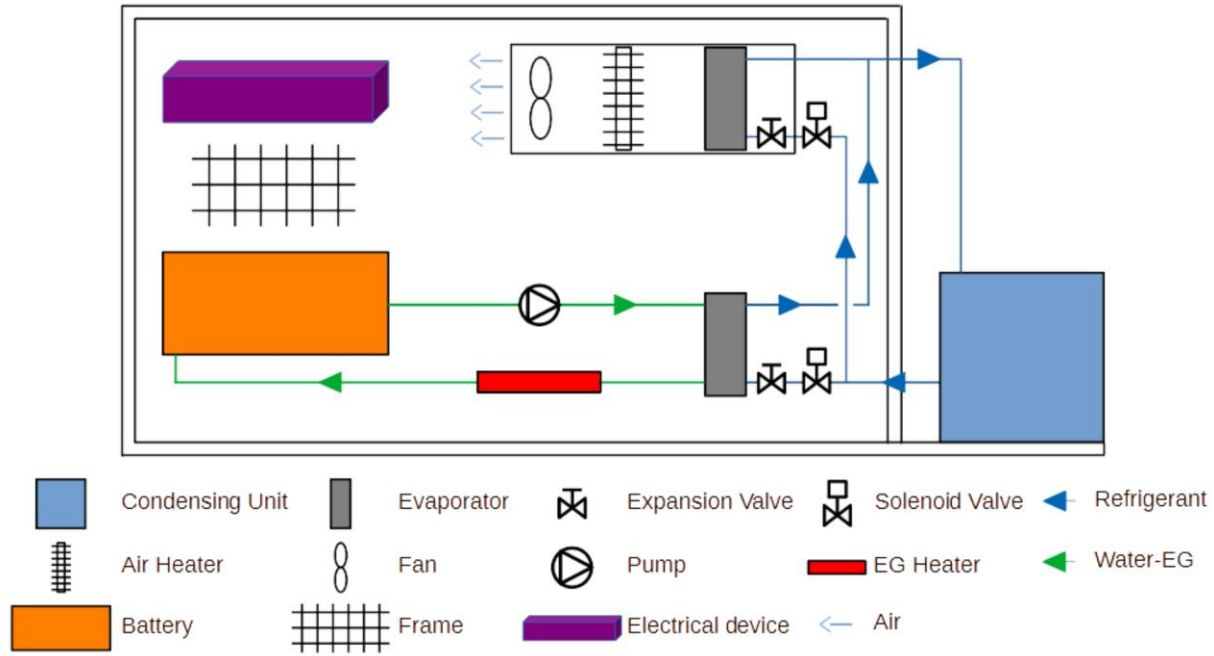 Condensing Unit Evaporator Expansion Valve Solenoid Valve Refrigerant
Air Heater Fan Pump EG Heater Water-EG
Battery Frame Electrical device Air